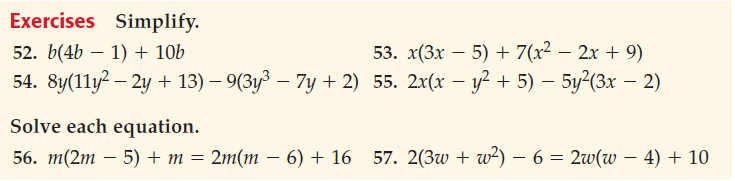 Exercises Simplify.
52. b(4b − 1) + 10b 53. x(3x − 5) + 7(x² − 2x + 9)
54. 8y(11y² − 2y + 13) − 9(3y³ − 7y + 2) 55. 2x(x − y² + 5) − 5y²(3x − 2)
Solve each equation.
56. m(2m − 5) + m = 2m(m − 6) + 16 57. 2(3w + w²) − 6 = 2w(w − 4) + 10